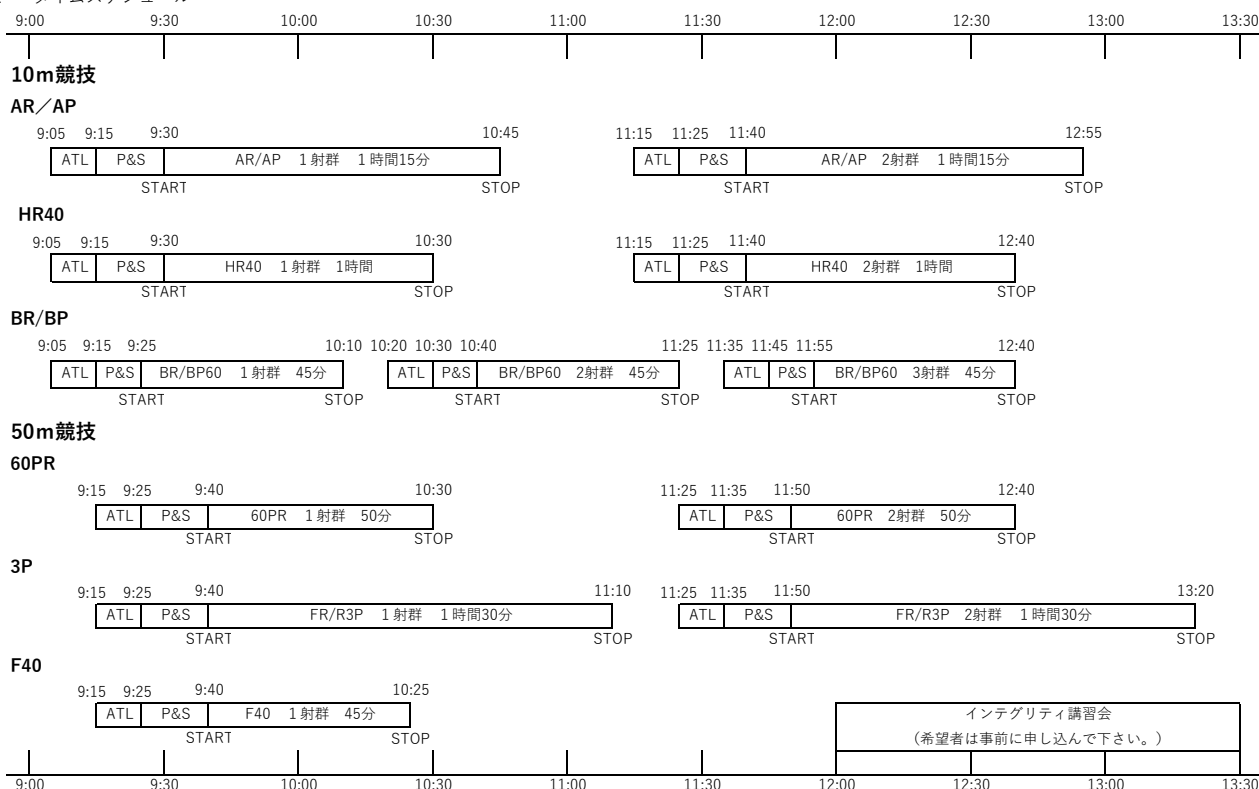 9:00 9:30 10:00 10:30 11:00 11:30 12:00 12:30 13:00 13:30
10m競技
AR／AP
9:05 9:15 9:30 10:45 11:15 11:25 11:40 12:55
ATL P&S AR/AP 1射群 1時間15分 ATL P&S AR/AP 2射群 1時間15分
START STOP START STOP
HR40
9:05 9:15 9:30 10:30 11:15 11:25 11:40 12:40
ATL P&S HR40 1射群 1時間 ATL P&S HR40 2射群 1時間
START STOP START STOP
BR/BP
9:05 9:15 9:25 10:10 10:20 10:30 10:40 11:25 11:35 11:45 11:55 12:40
ATL P&S BR/BP60 1射群 45分 ATL P&S BR/BP60 2射群 45分 ATL P&S BR/BP60 3射群 45分
START STOP START STOP START STOP
50m競技
60PR
9:15 9:25 9:40 10:30 11:25 11:35 11:50 12:40
ATL P&S 60PR 1射群 50分 ATL P&S 60PR 2射群 50分
START STOP START STOP
3P
9:15 9:25 9:40 11:10 11:25 11:35 11:50 13:20
ATL P&S FR/R3P 1射群 1時間30分 ATL P&S FR/R3P 2射群 1時間30分
START STOP START STOP
F40
9:15 9:25 9:40 10:25
ATL P&S F40 1射群 45分
START STOP
インテグリティ講習会
（希望者は事前に申し込んで下さい。）
9:00 9:30 10:00 10:30 11:00 11:30 12:00 12:30 13:00 13:30